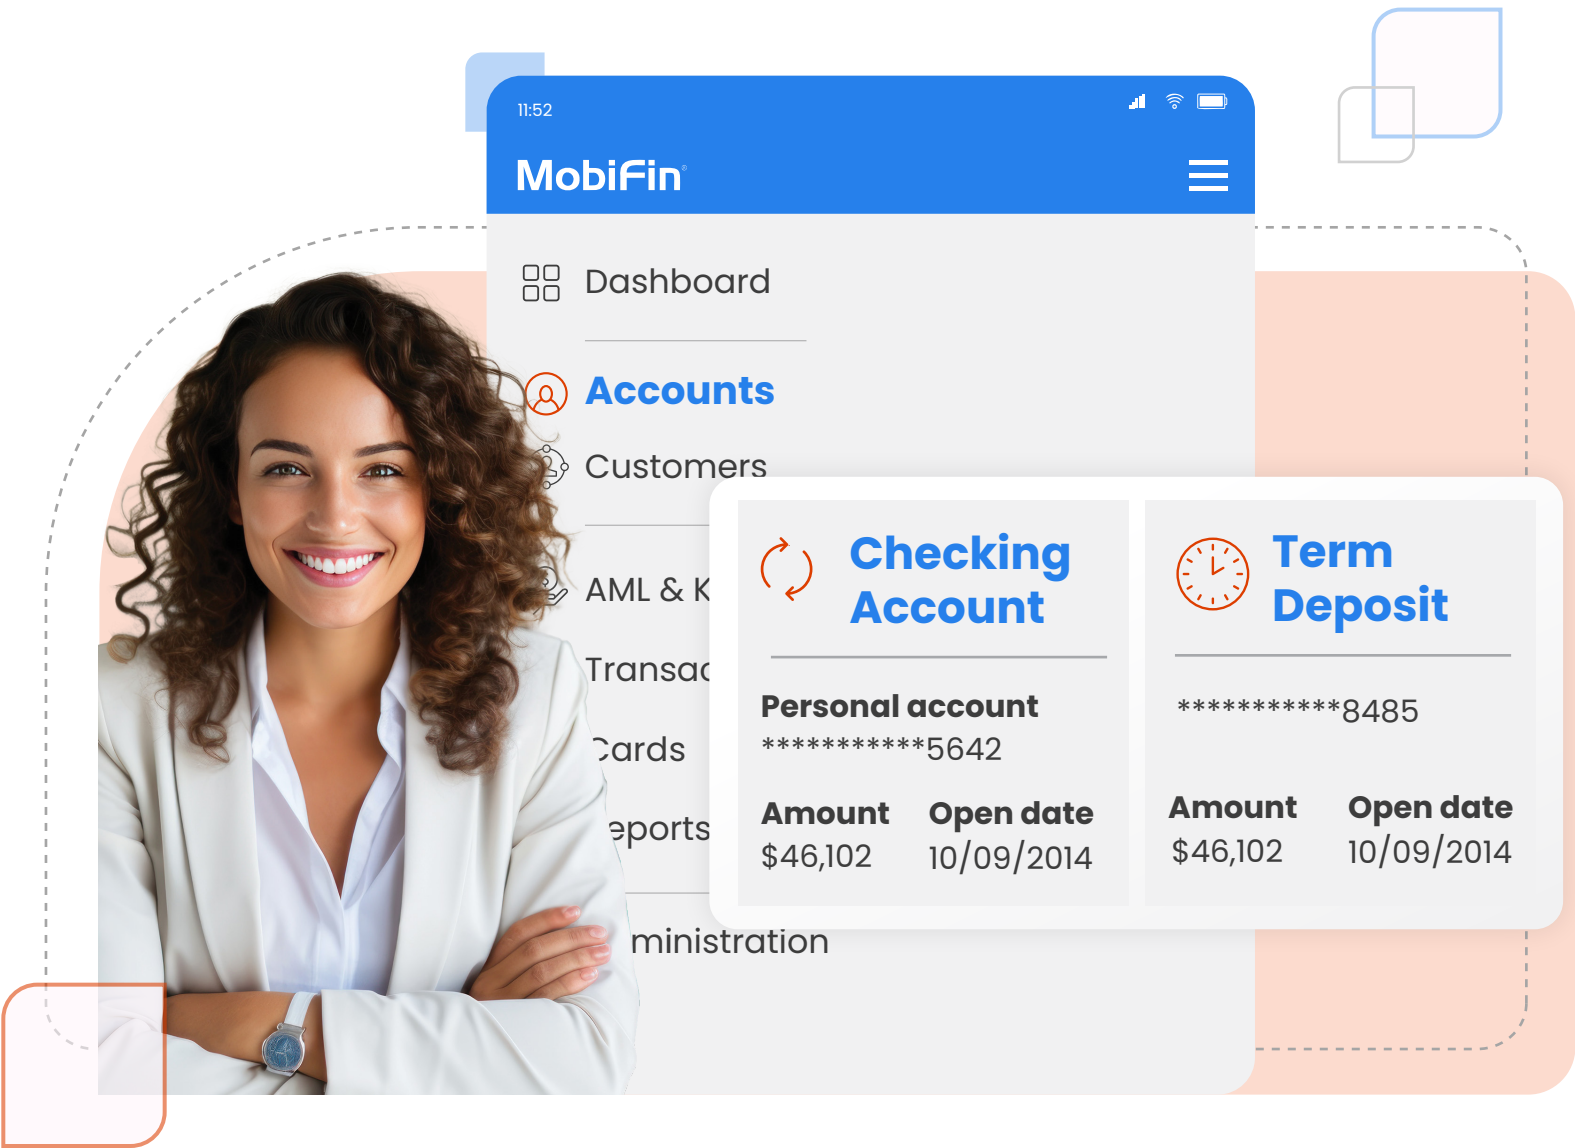 11:52
MobiFin®
Dashboard
Accounts
Customers
AML & K
Transac
Cards
eports
ministration
Checking
Account
Personal account
***********5642
Amount Open date
$46,102 10/09/2014
Term
Deposit
***********8485
Amount Open date
$46,102 10/09/2014